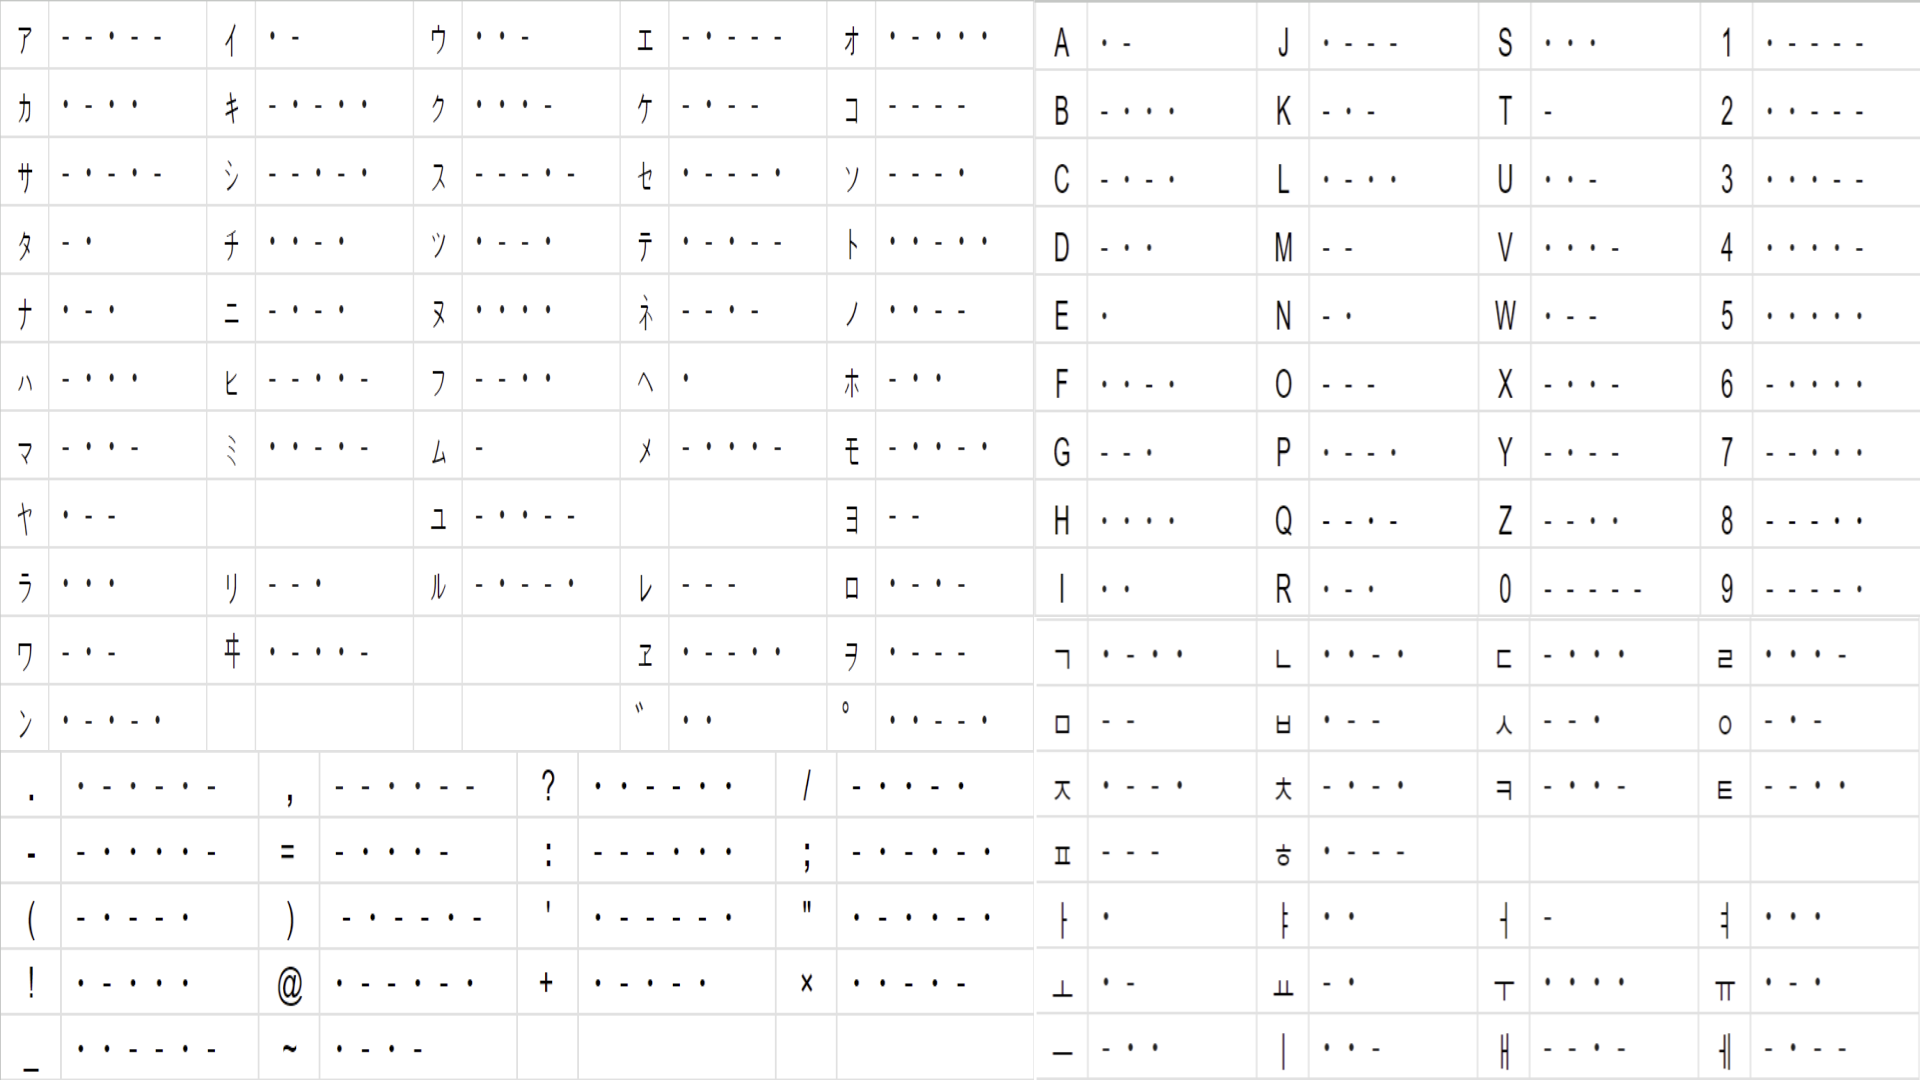 ア - - • - - イ • - ウ • • - エ - • - - - オ • - • • •
カ • - • • キ - • - • • ク • • • - ケ - • - - コ - - - -
サ - • - • - シ - - • - • ス - - - • - セ • - - - • ソ - - - •
タ - • チ • • - • ツ • - - • テ • - • - - ト • • - • •
ナ • - • ニ - • - • ヌ • • • • ネ - - • - ノ • • - -
ハ - • • • ヒ - - • • - フ - - • • ヘ • ホ - • •
マ - • • - ミ • • - • - ム - メ - • • • - モ - • • - •
ヤ • - - ユ - • • - - ヨ - -
ラ • • • リ - - • ル - • - - • レ - - - ロ • - • -
ワ - • - ヰ • - • • - ヱ • - - • • ヲ • - - -
ン • - • - • ゛ • • ゜ • • - - •
. • - • - • - , - - • • - - ? • • - - • • / - • • - •
- - • • • • - = - • • • - : - - - • • • ; - • - • - •
( - • - - • ) - • - - • - ' • - - - - • " • - • • - •
! • - • • • @ • - - • - • + • - • - • × • • - • -
_ • • - - • - ~ • - • -
A • - J • - - - S • • • 1 • - - - -
B - • • • K - • - T - 2 • • - - -
C - • - • L • - • • U • • - 3 • • • - -
D - • • M - - V • • • - 4 • • • • -
E • N - • W • - - 5 • • • • •
F • • - • O - - - X - • • - 6 - • • • •
G - - • P • - - • Y - • - - 7 - - • • •
H • • • • Q - - • - Z - - • • 8 - - - • •
I • • R • - • 0 - - - - - 9 - - - - •
ㄱ • - • • ㄴ • • - • ㄷ - • • • ㄹ • • • -
ㅁ - - ㅂ • - - ㅅ - - • ㅇ - • -
ㅈ • - - • ㅊ - • - • ㅋ - • • - ㅌ - - • •
ㅍ - - - ㅎ • - - -
ㅏ • ㅑ • • ㅓ - ㅕ • • •
ㅗ • - ㅛ - • ㅜ • • • • ㅠ • - •
ㅡ - • • ㅣ • • - ㅐ - - • - ㅔ - • - -